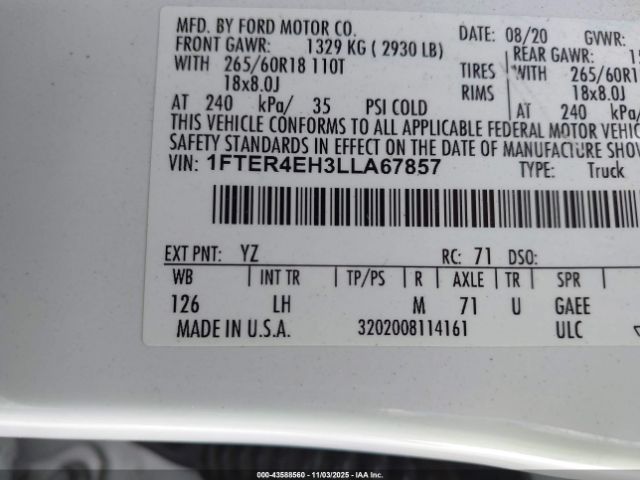 MFD. BY FORD MOTOR CO. DATE: 08/20 GVWR:
FRONT GAWR: 1329 KG ( 2930 LB) REAR GAWR: 15
WITH 265/60R18 110T TIRES WITH 265/60R1
18x8.0J RIMS 18x8.0J
AT 240 kPa/ 35 PSI COLD AT 240 kPa/
THIS VEHICLE CONFORMS TO ALL APPLICABLE FEDERAL MOTOR VEHIC
SAFETY STANDARDS IN EFFECT ON THE DATE OF MANUFACTURE SHOW
VIN: 1FTER4EH3LLA67857 TYPE: Truck
EXT PNT: YZ RC: 71 DSO:
WB INT TR TP/PS R AXLE TR SPR
126 LH M 71 U GAEE
MADE IN U.S.A. 3202008114161 ULC
000-43588560 - 11/03/2025 - IAAI.com